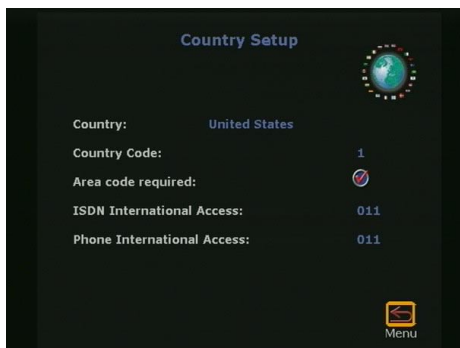 Country Setup
Country: United States
Country Code: 1
Area code required:
ISDN International Access: 011
Phone International Access: 011
Menu